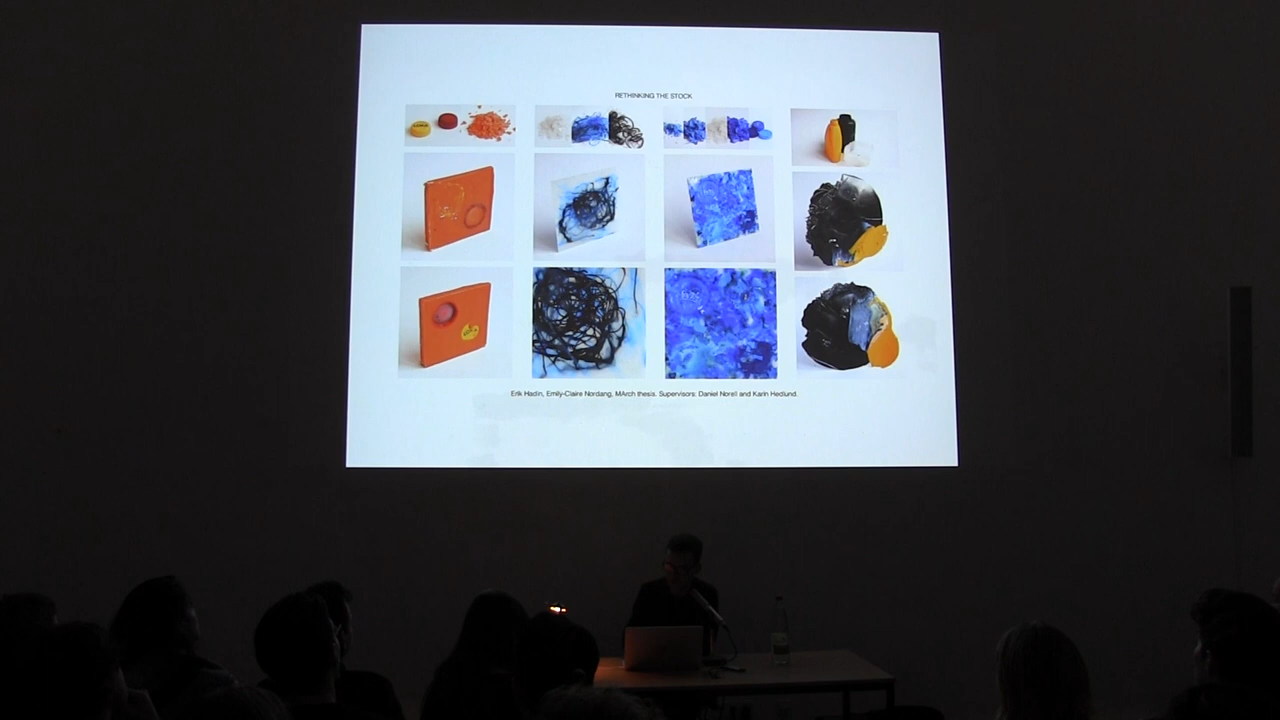 RETHINKING THE STOCK
Erik Hadin, Emily-Claire Nordang, MArch thesis. Supervisors: Daniel Norell and Karin Hedlund.